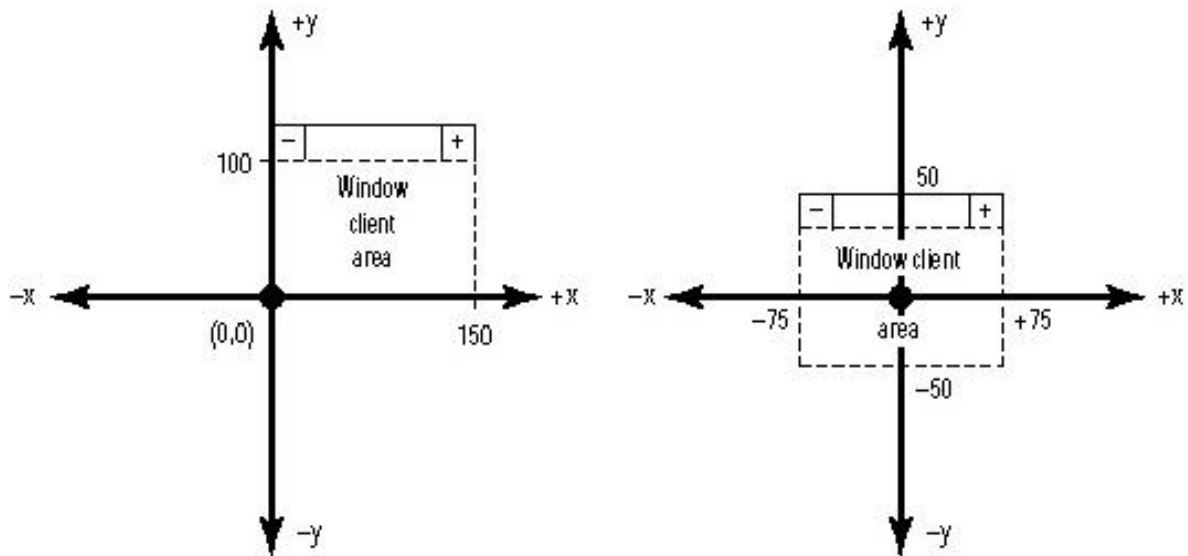 +y
− +
100
Window
client
area
−x
+x
(0,0)
150
−y
+y
50
− +
Window client
−x
+x
−75
+75
area
−50
−y